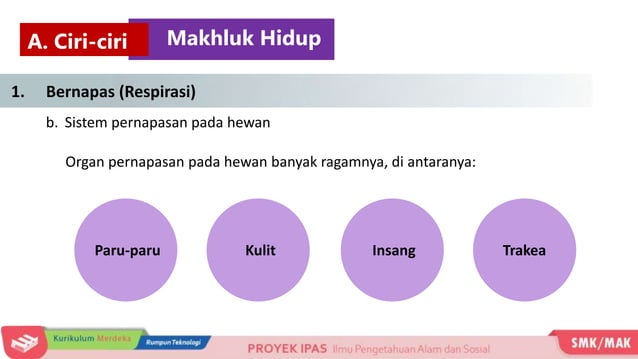 A. Ciri-ciri Makhluk Hidup
1. Bernapas (Respirasi)
b. Sistem pernapasan pada hewan
Organ pernapasan pada hewan banyak ragamnya, di antaranya:
Paru-paru Kulit Insang Trakea
Kurikulum Merdeka Rumpun Teknologi PROYEK IPAS Ilmu Pengetahuan Alam dan Sosial SMK/MAK